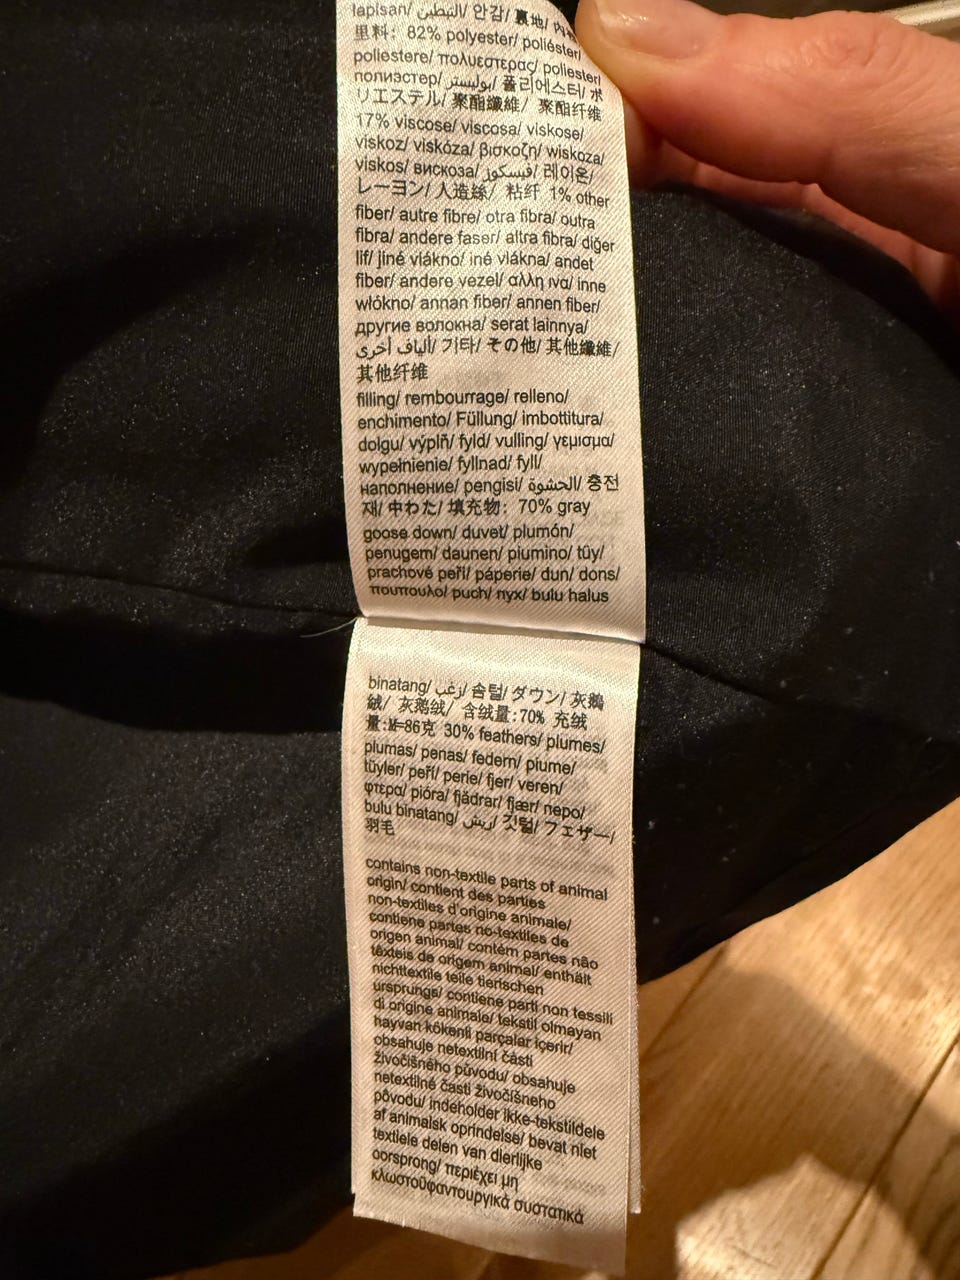 lapisan/ التبطين/ 안감/ 裏地/
里料: 82% polyester/ poliéster/
poliestere/ πολυεστερας/ poliester/
полиэстер/ بوليستر/ 폴리에스터/ ポ
リエステル/ 聚酯纖維/ 聚酯纤维
17% viscose/ viscosa/ viskose/
viskoz/ viskóza/ βισκοζη/ wiskoza/
viskos/ вискоза/ فيسكوز/ 레이온/
レーヨン/ 人造絲/ 粘纤 1% other
fiber/ autre fibre/ otra fibra/ outra
fibra/ andere faser/ altra fibra/ diğer
lif/ jiné vlákno/ iné vlákna/ andet
fiber/ andere vezel/ αλλη ινα/ inne
włókno/ annan fiber/ annen fiber/
другие волокна/ serat lainnya/
ألياف أخرى/ 기타/ その他/ 其他纖維/
其他纤维
filling/ rembourrage/ relleno/
enchimento/ Füllung/ imbottitura/
dolgu/ výplň/ fyld/ vulling/ γεμισμα/
wypełnienie/ fyllnad/ fyll/
наполнение/ pengisi/ الحشوة/ 충전
재/ 中わた/ 填充物: 70% gray
goose down/ duvet/ plumón/
penugem/ daunen/ piumino/ tüy/
prachové peří/ páperie/ dun/ dons/
πουπουλο/ puch/ пух/ bulu halus
binatang/ زغب/ 솜털/ ダウン/ 灰鵝
絨/ 灰鹅绒/ 含绒量:70% 充绒
量:M=86克 30% feathers/ plumes/
plumas/ penas/ federn/ piume/
tüyler/ peří/ perie/ fjer/ veren/
φτερα/ pióra/ fjädrar/ fjær/ перо/
bulu binatang/ ريش/ 깃털/ フェザー/
羽毛
contains non-textile parts of animal
origin/ contient des parties
non-textiles d'origine animale/
contiene partes no-textiles de
origen animal/ contém partes não
têxteis de origem animal/ enthält
nichttextile teile tierischen
ursprungs/ contiene parti non tessili
di origine animale/ tekstil olmayan
hayvan kökenli parçalar içerir/
obsahuje netextilní části
živočišného původu/ obsahuje
netextilné časti živočíšneho
pôvodu/ indeholder ikke-tekstildele
af animalsk oprindelse/ bevat niet
textiele delen van dierlijke
oorsprong/ περιέχει μη
κλωστοϋφαντουργικά συστατικά